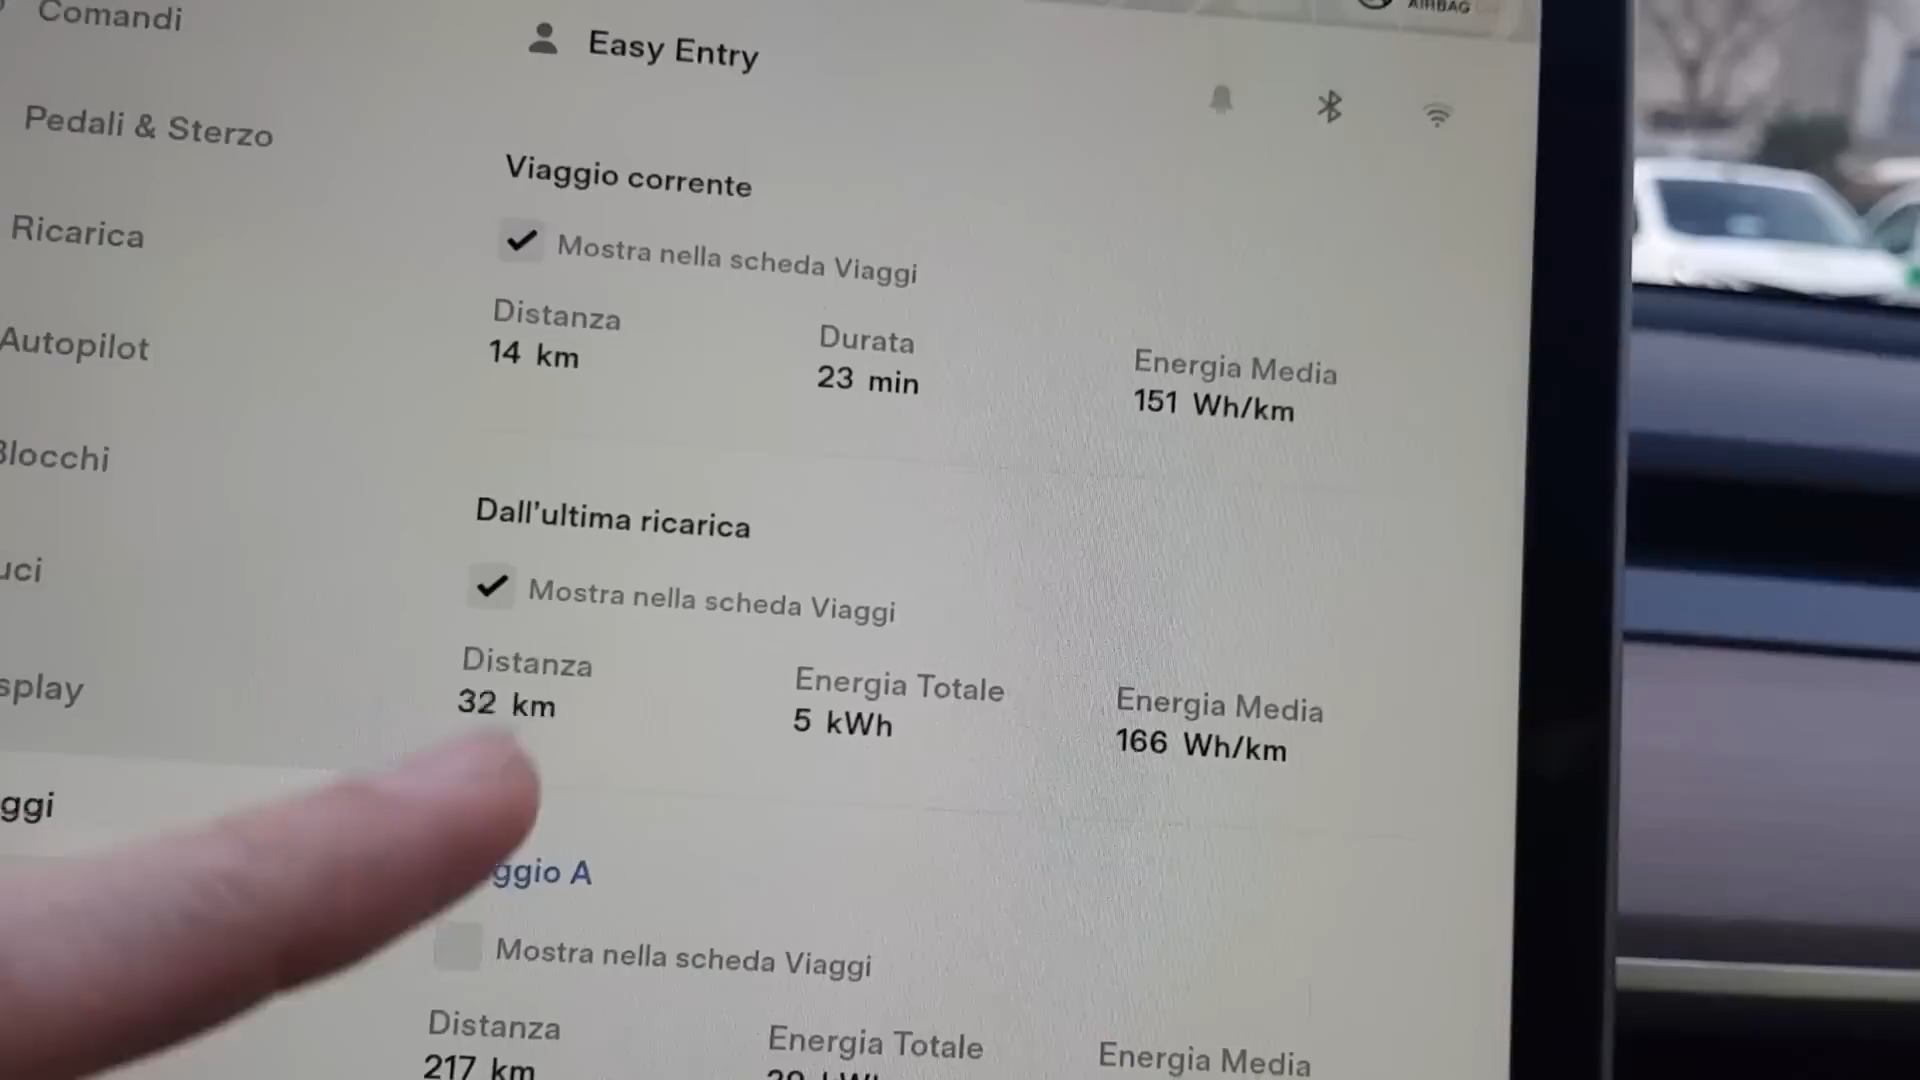 Comandi
Easy Entry
AIRBAG
Pedali & Sterzo
Viaggio corrente
Ricarica
Mostra nella scheda Viaggi
Distanza
Durata
Energia Media
14 km
23 min
151 Wh/km
Autopilot
Blocchi
Dall'ultima ricarica
uci
Mostra nella scheda Viaggi
Distanza
Energia Totale
Energia Media
32 km
5 kWh
166 Wh/km
splay
ggi
ggio A
Mostra nella scheda Viaggi
Distanza
Energia Totale
Energia Media
217 km